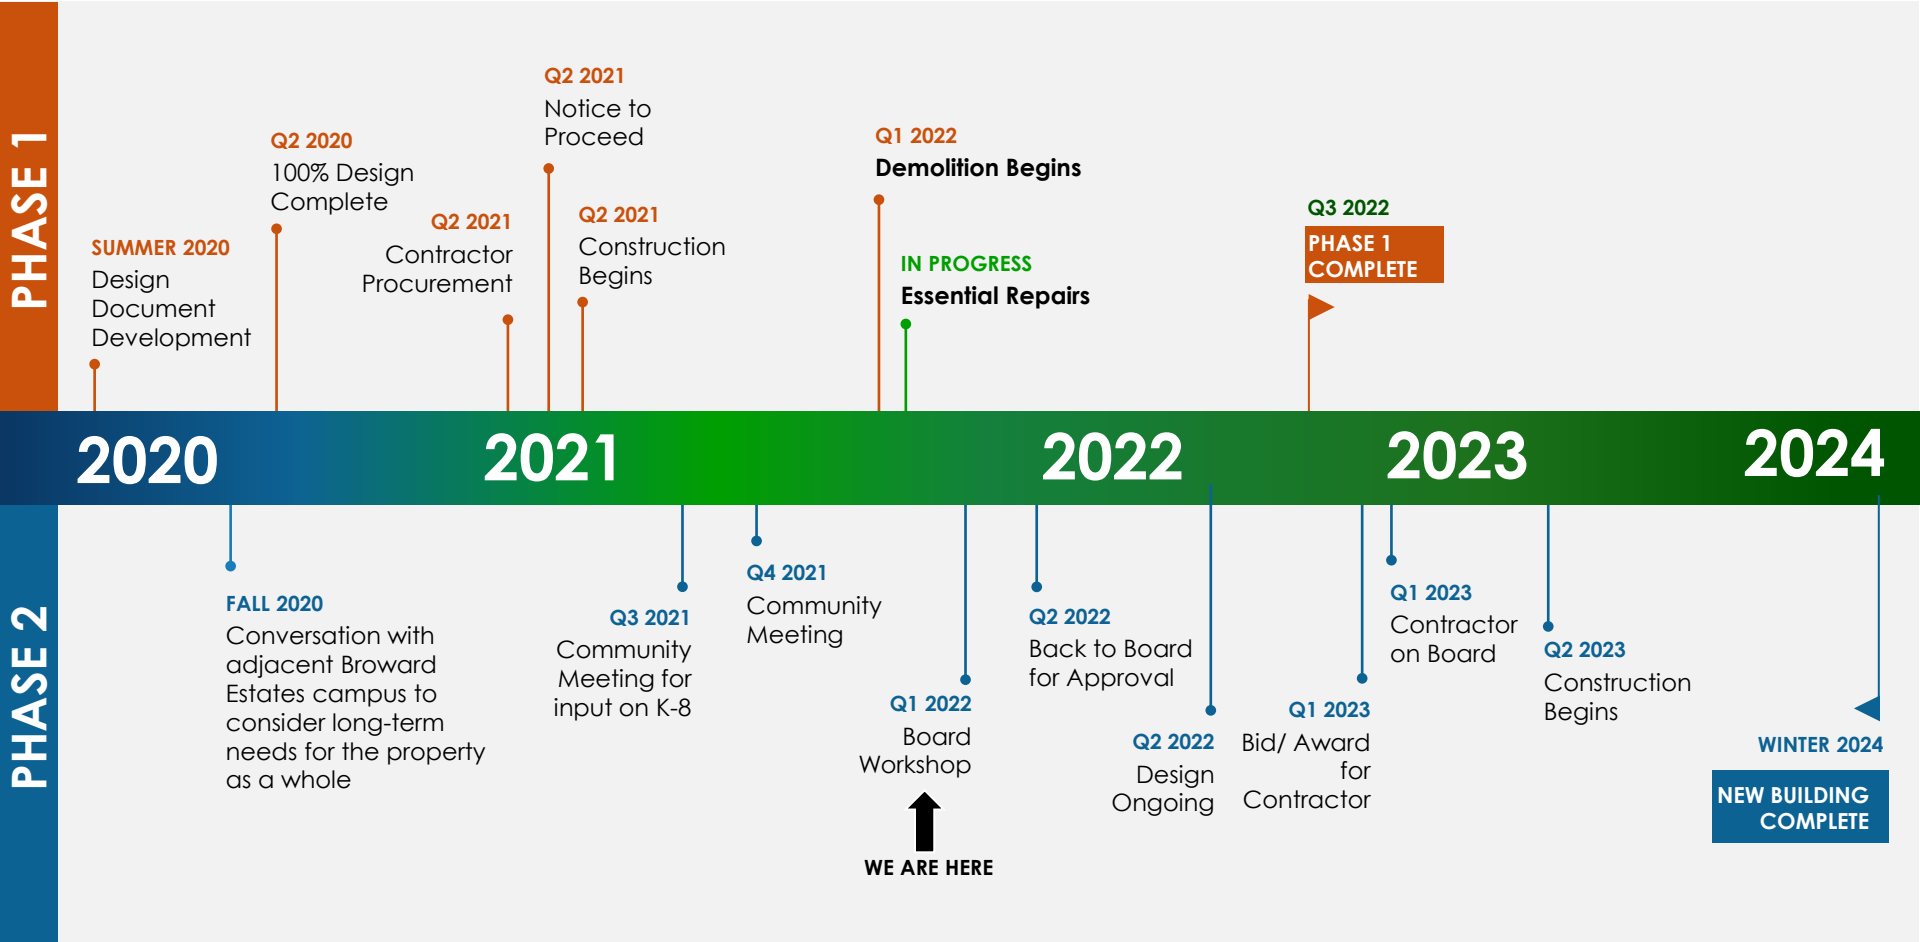 PHASE 1
SUMMER 2020
Design
Document
Development
Q2 2020
100% Design
Complete
Q2 2021
Contractor
Procurement
Q2 2021
Notice to
Proceed
Q2 2021
Construction
Begins
Q1 2022
Demolition Begins
IN PROGRESS
Essential Repairs
Q3 2022
PHASE 1
COMPLETE
2020
2021
2022
2023
2024
PHASE 2
FALL 2020
Conversation with
adjacent Broward
Estates campus to
consider long-term
needs for the property
as a whole
Q3 2021
Community
Meeting for
input on K-8
Q4 2021
Community
Meeting
Q1 2022
Board
Workshop
WE ARE HERE
Q2 2022
Back to Board
for Approval
Q2 2022
Design
Ongoing
Q1 2023
Bid/ Award
for
Contractor
Q1 2023
Contractor
on Board
Q2 2023
Construction
Begins
WINTER 2024
NEW BUILDING
COMPLETE